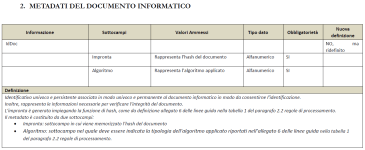 2. METADATI DEL DOCUMENTO INFORMATICO
Informazione Sottocampi Valori Ammessi Tipo dato Obbligatorietà Nuova definizione
IdDoc NO, ma ridefinito
Impronta Rappresenta l'hash del documento Alfanumerico SI
Algoritmo Rappresenta l'algoritmo applicato Alfanumerico SI
Definizione
Identificativo univoco e persistente associato in modo univoco e permanente al documento informatico in modo da consentirne l'identificazione.
Inoltre, rappresenta le informazioni necessarie per verificare l'integrità del documento.
L'impronta è generata impiegando la funzione di hash, come da definizione allegato 6 delle linee guida nella tabella 1 del paragrafo 2.2 regole di processamento.
Il metadato è costituito da due sottocampi:
• Impronta: sottocampo in cui viene memorizzato l'hash del documento
• Algoritmo: sottocampo nel quale deve essere indicata la tipologia dell'algoritmo applicato riportati nell'allegato 6 delle linee guida nella tabella 1
del paragrafo 2.2 regole di processamento.